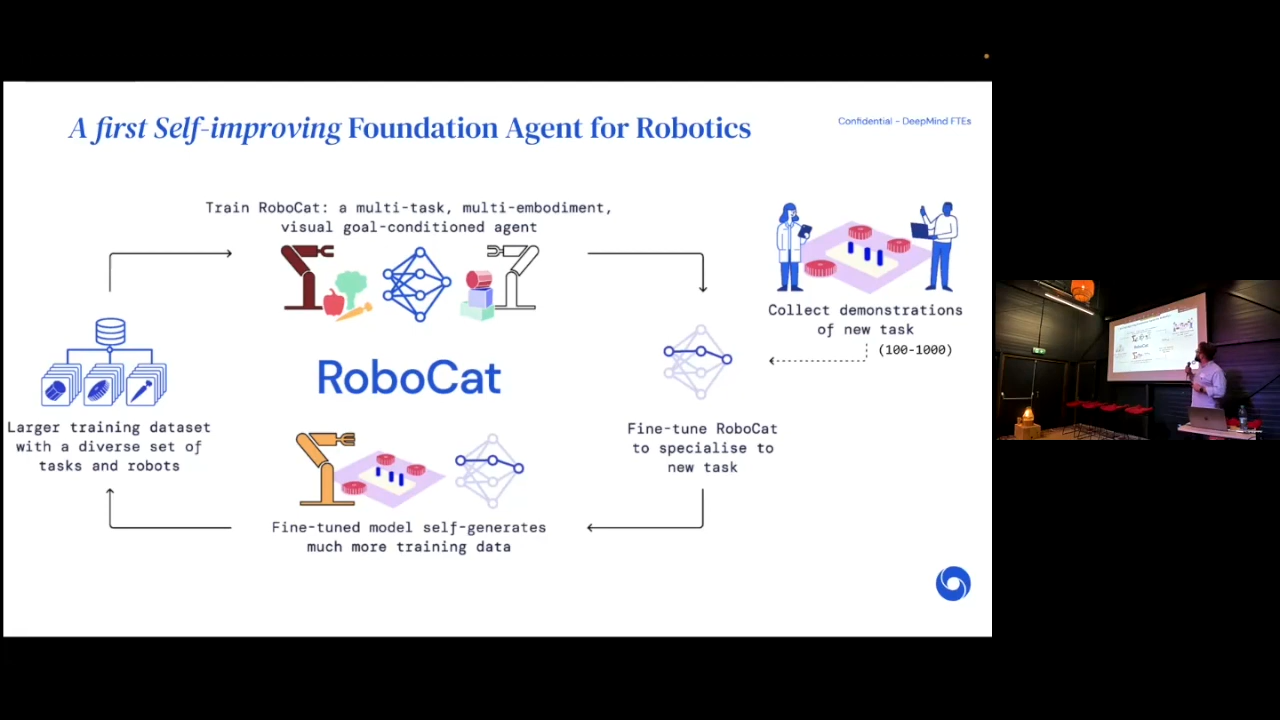 A first Self-improving Foundation Agent for Robotics
Confidential - DeepMind FTEs
Train RoboCat: a multi-task, multi-embodiment,
visual goal-conditioned agent
Collect demonstrations
of new task
(100-1000)
RoboCat
Larger training dataset
with a diverse set of
tasks and robots
Fine-tune RoboCat
to specialise to
new task
Fine-tuned model self-generates
much more training data